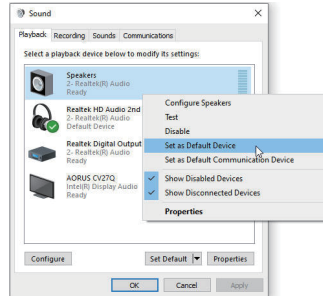 Sound
Playback Recording Sounds Communications
Select a playback device below to modify its settings:
Speakers
2- Realtek(R) Audio
Ready
Realtek HD Audio 2nd
2- Realtek(R) Audio
Default Device
Realtek Digital Output
2- Realtek(R) Audio
Ready
AORUS CV27Q
Intel(R) Display Audio
Ready
Configure Speakers
Test
Disable
Set as Default Device
Set as Default Communication Device
Show Disabled Devices
Show Disconnected Devices
Properties
Configure Set Default Properties
OK Cancel Apply